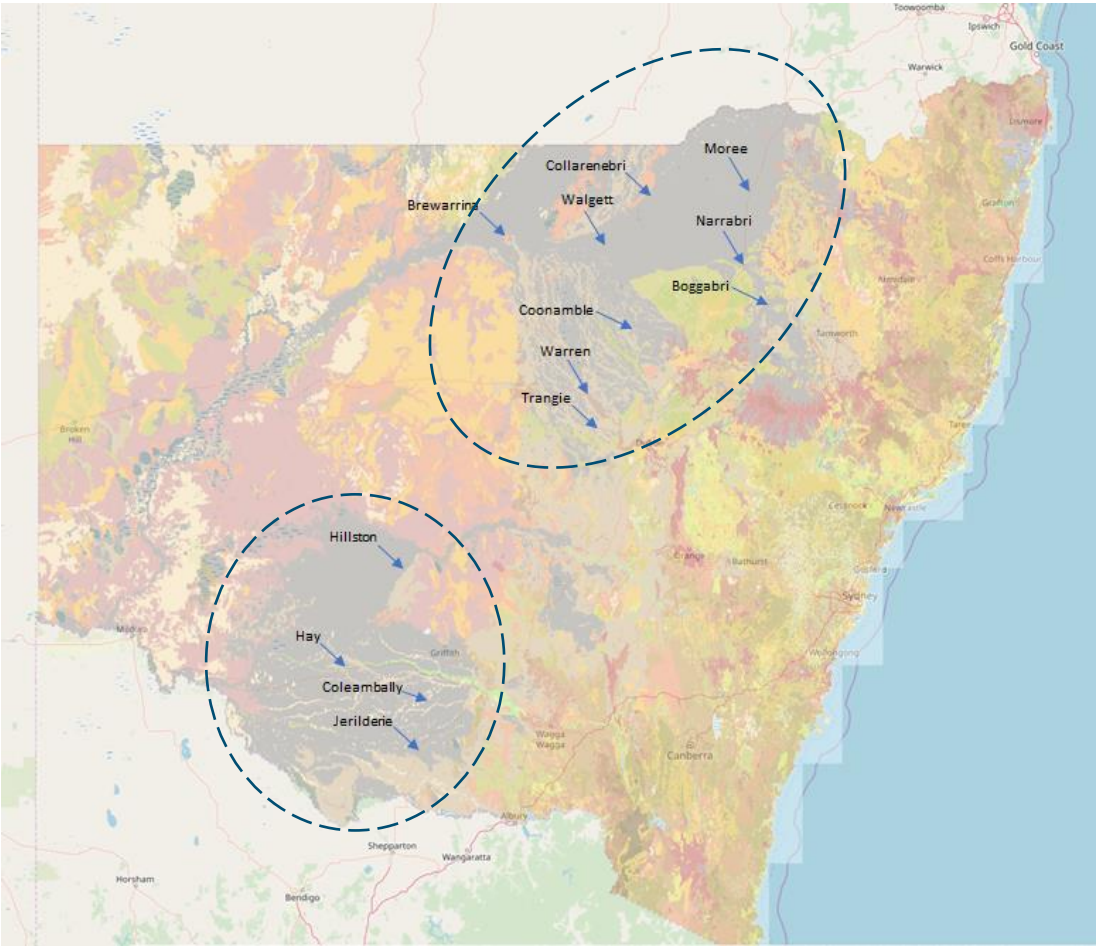 Toowoomba
Ipswich
Gold Coast
Warwick
Lismore
Moree
Collarenebri
Walgett
Brewarrina
Grafton
Narrabri
Coffs Harbour
Armidale
Boggabri
Coonamble
Tamworth
Warren
Trangie
Taree
Broken
Hill
Cessnock
Newcastle
Hillston
Orange
Bathurst
Gosford
Sydney
Mildura
Hay
Griffith
Wollongong
Coleambally
Jerilderie
Wagga
Wagga
Canberra
Albury
Shepparton
Wangaratta
Horsham
Bendigo